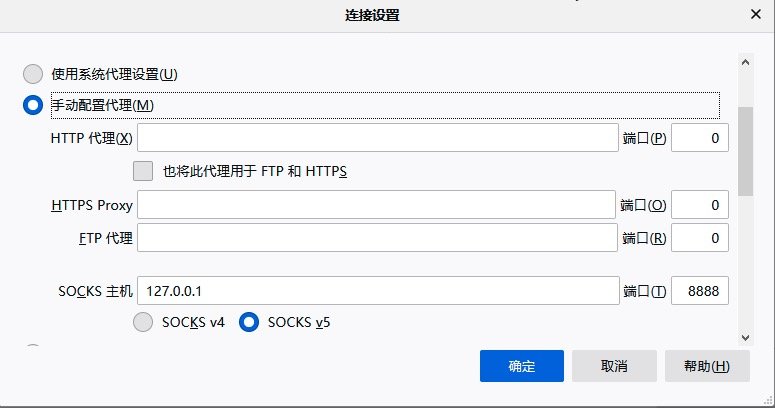 连接设置
使用系统代理设置(U)
手动配置代理(M)
HTTP 代理(X) 端口(P) 0
也将此代理用于 FTP 和 HTTPS
HTTPS Proxy 端口(O) 0
FTP 代理 端口(R) 0
SOCKS 主机 127.0.0.1 端口(T) 8888
SOCKS v4 SOCKS v5
确定 取消 帮助(H)